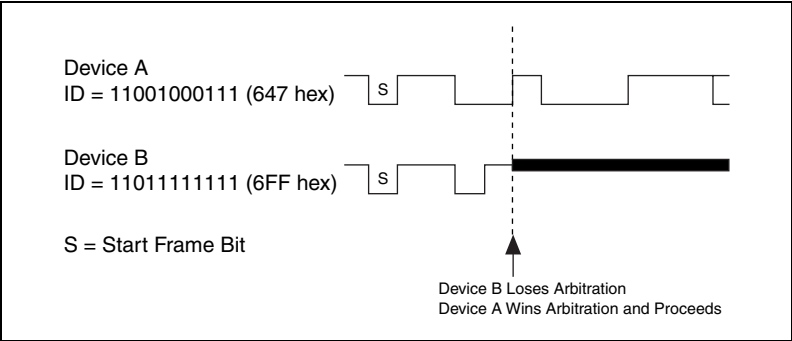 Device A
ID = 11001000111 (647 hex)
S
Device B
ID = 11011111111 (6FF hex)
S
S = Start Frame Bit
Device B Loses Arbitration
Device A Wins Arbitration and Proceeds